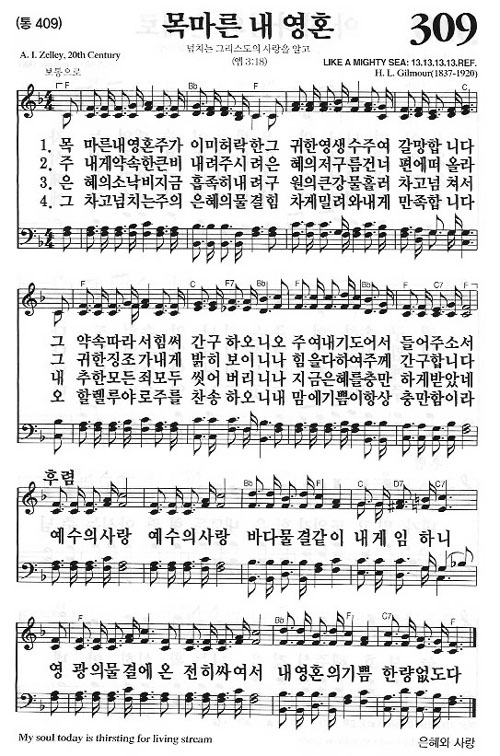 (통 409)
목마른 내 영혼
309
넘치는 그리스도의 사랑을 알고
(엡 3:18)
A. I. Zelley, 20th Century
보통으로
LIKE A MIGHTY SEA: 13.13.13.13.REF.
H. L. Gilmour(1837-1920)
F Bb F C
1. 목 마른내영혼주가 이미허락한그 귀한영생수주여 갈망합 니다
2. 주 내게약속한큰비 내려주시려은 혜의저구름건너 편에떠 올라
3. 은 혜의소낙비지금 흡족히내려구 원의큰강물흘러 차고넘 쳐서
4. 그 차고넘치는주의 은혜의물결힘 차게밀려와내게 만족합 니다
F C F7 Bb F C7 F
그 약속따라서힘써 간구하오니오 주여내기도어서 들어주소서
그 귀한징조가내게 밝히보이니나 힘을다하여주께 간구합니다
내 추한모든죄모두 씻어버리니나 지금은혜를충만 하게받았네
오 할렐루야로주를 찬송하오니내 맘에기쁨이항상 충만함이라
후렴
Bb F C D7 C7
예수의사랑 예수의사랑 바다물결같이 내게임 하니
F Bb F C7 F
영 광의물결에온 전히싸여서 내영혼의기쁨 한량없도다
My soul today is thirsting for living stream
은혜와 사랑